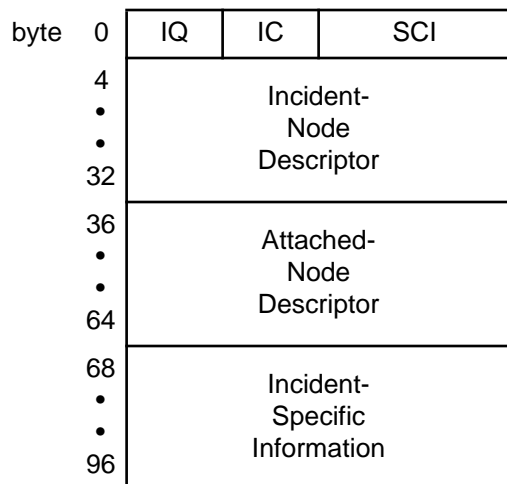 byte 0 IQ IC SCI
4
•
•
32
Incident-
Node
Descriptor
36
•
•
64
Attached-
Node
Descriptor
68
•
•
96
Incident-
Specific
Information